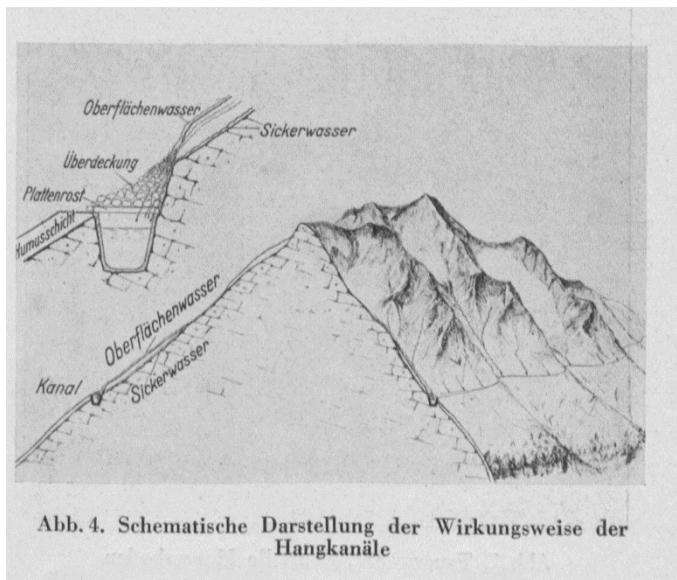 Oberflächenwasser
Sickerwasser
Überdeckung
Plattenrost
Humusschicht
Oberflächenwasser
Sickerwasser
Kanal
Abb. 4. Schematische Darstellung der Wirkungsweise der
Hangkanäle